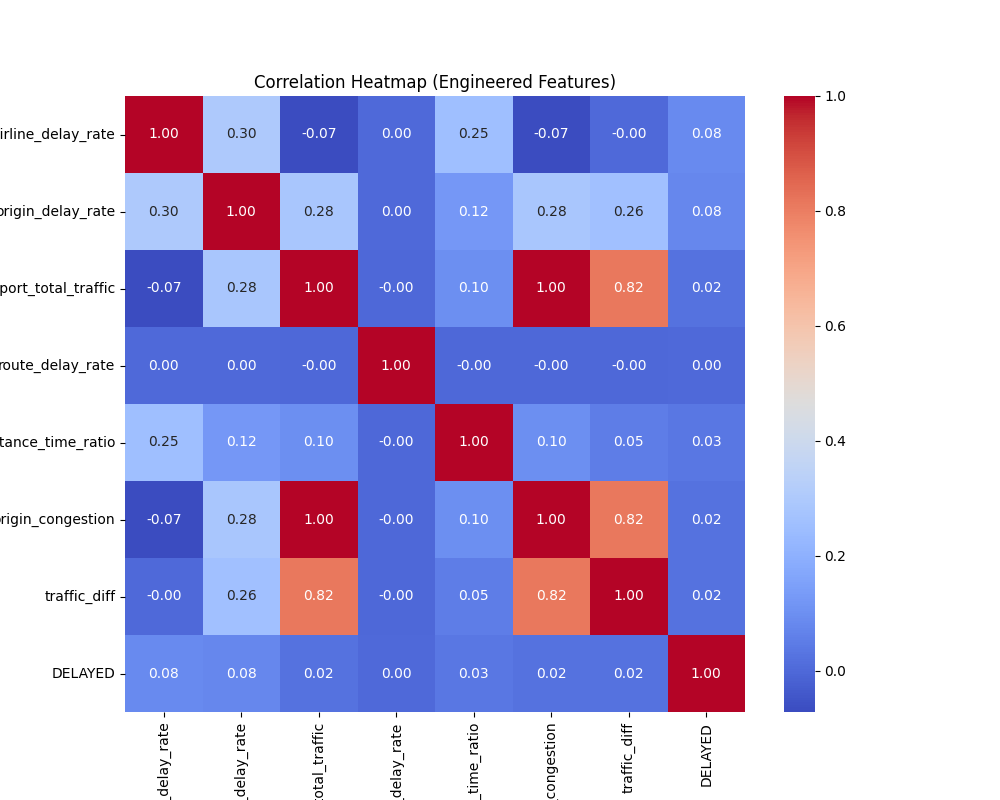 Correlation Heatmap (Engineered Features)
irline_delay_rate 1.00 0.30 -0.07 0.00 0.25 -0.07 -0.00 0.08
rigin_delay_rate 0.30 1.00 0.28 0.00 0.12 0.28 0.26 0.08
port_total_traffic -0.07 0.28 1.00 -0.00 0.10 1.00 0.82 0.02
route_delay_rate 0.00 0.00 -0.00 1.00 -0.00 -0.00 -0.00 0.00
tance_time_ratio 0.25 0.12 0.10 -0.00 1.00 0.10 0.05 0.03
rigin_congestion -0.07 0.28 1.00 -0.00 0.10 1.00 0.82 0.02
traffic_diff -0.00 0.26 0.82 -0.00 0.05 0.82 1.00 0.02
DELAYED 0.08 0.08 0.02 0.00 0.03 0.02 0.02 1.00
_delay_rate
_delay_rate
total_traffic
_delay_rate
_time_ratio
congestion
traffic_diff
DELAYED
1.0
0.8
0.6
0.4
0.2
0.0